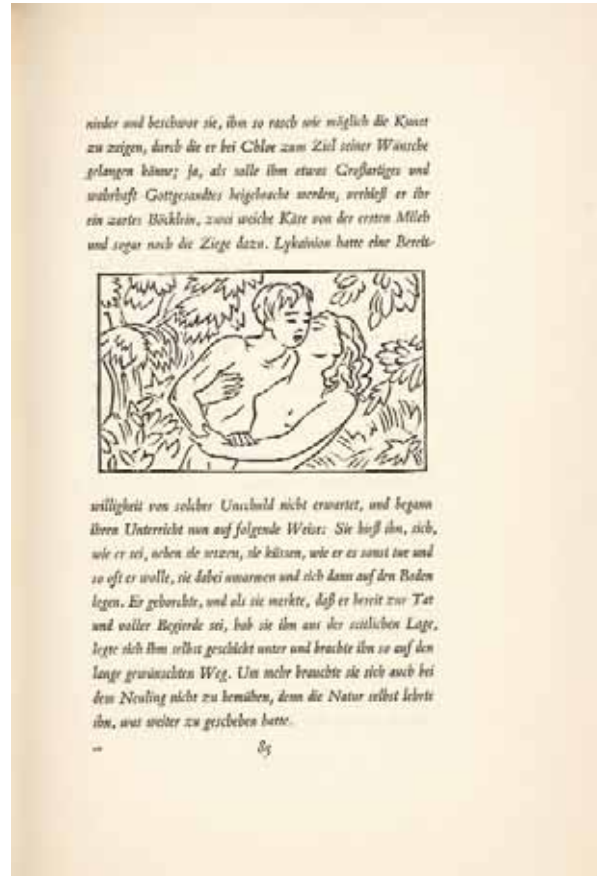 nieder und beschwor sie, ihm so rasch wie möglich die Kunst
zu zeigen, durch die er bei Chloe zum Ziel seiner Wünsche
gelangen könne; ja, als solle ihm etwas Großartiges und
wahrhaft Gottgesandtes beigebracht werden, verhieß er ihr
ein zartes Böcklein, zwei weiche Käse von der ersten Milch
und sogar noch die Ziege dazu. Lykainion hatte eine Bereit-
willigkeit von solcher Unschuld nicht erwartet, und begann
ihren Unterricht nun auf folgende Weise: Sie hieß ihn, sich,
wie er sei, neben sie setzen, sie küssen, wie er es sonst tue und
so oft er wolle, sie dabei umarmen und sich dann auf den Boden
legen. Er gehorchte, und als sie merkte, daß er bereit zur Tat
und voller Begierde sei, hob sie ihn aus der seitlichen Lage,
legte sich ihm selbst geschickt unter und brachte ihn so auf den
lange gewünschten Weg. Um mehr brauchte sie sich auch bei
dem Neuling nicht zu bemühen, denn die Natur selbst lehrte
ihn, was weiter zu geschehen hatte.
85